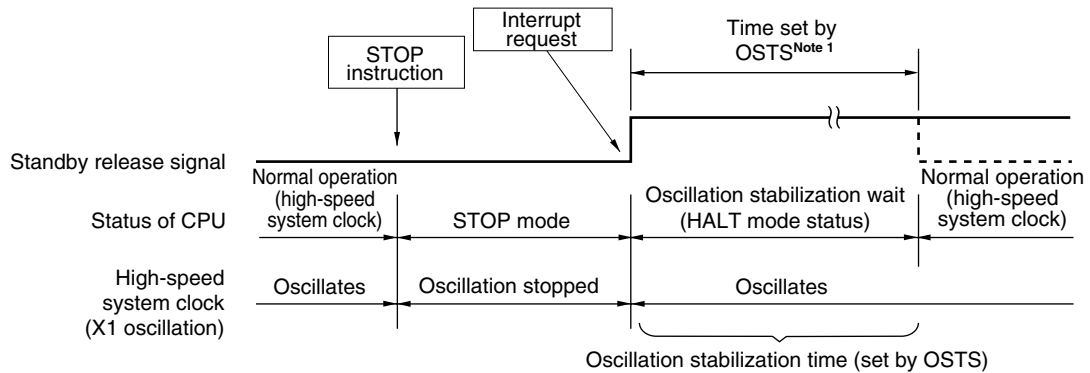 Interrupt
request
STOP
instruction
Time set by
OSTSNote 1
Standby release signal
Normal operation
(high-speed
system clock)
Status of CPU
STOP mode
Oscillation stabilization wait
(HALT mode status)
Normal operation
(high-speed
system clock)
High-speed
system clock
(X1 oscillation)
Oscillates
Oscillation stopped
Oscillates
Oscillation stabilization time (set by OSTS)